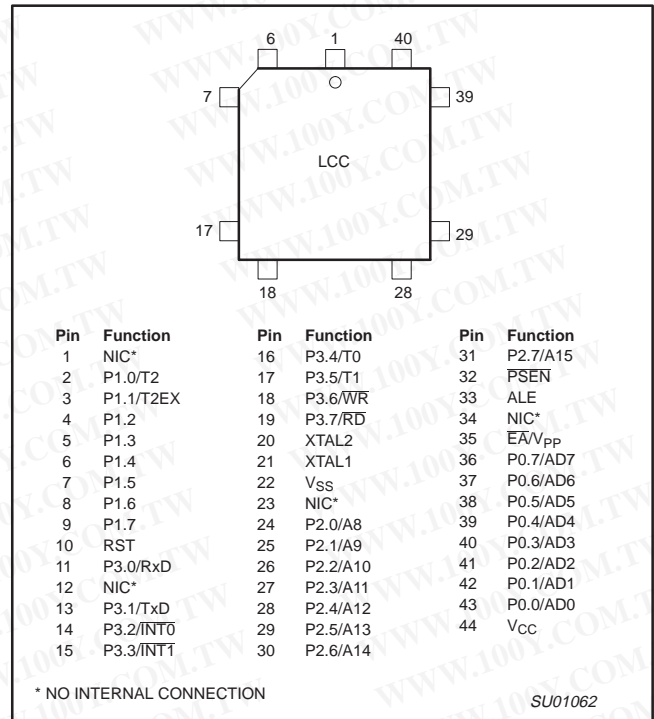 6 1 40
7 39
LCC
17 29
18 28
Pin Function Pin Function Pin Function
1 NIC* 16 P3.4/T0 31 P2.7/A15
2 P1.0/T2 17 P3.5/T1 32 PSEN
3 P1.1/T2EX 18 P3.6/WR 33 ALE
4 P1.2 19 P3.7/RD 34 NIC*
5 P1.3 20 XTAL2 35 EA/VPP
6 P1.4 21 XTAL1 36 P0.7/AD7
7 P1.5 22 VSS 37 P0.6/AD6
8 P1.6 23 NIC* 38 P0.5/AD5
9 P1.7 24 P2.0/A8 39 P0.4/AD4
10 RST 25 P2.1/A9 40 P0.3/AD3
11 P3.0/RxD 26 P2.2/A10 41 P0.2/AD2
12 NIC* 27 P2.3/A11 42 P0.1/AD1
13 P3.1/TxD 28 P2.4/A12 43 P0.0/AD0
14 P3.2/INT0 29 P2.5/A13 44 VCC
15 P3.3/INT1 30 P2.6/A14
* NO INTERNAL CONNECTION
SU01062
WWW.100Y.COM.TW